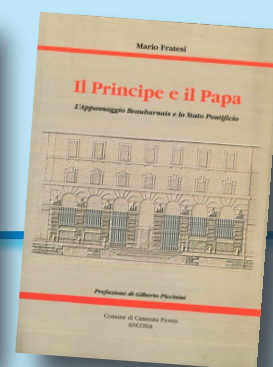 Mario Fratesi
Il Principe e il Papa
L'Appannaggio Beauharnais e lo Stato Pontificio
Prefazione di Gilberto Piccinini
Comune di Camerata Picena
ANCONA